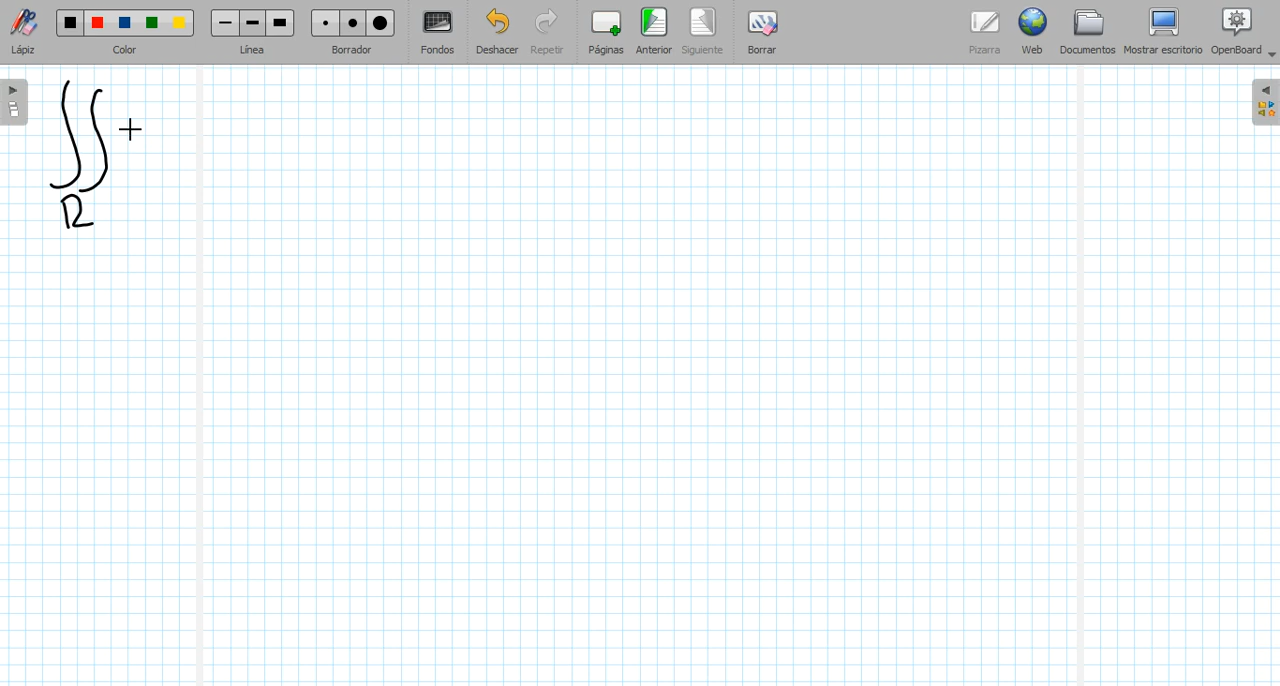 Lápiz Color Línea Borrador Fondos Deshacer Repetir Páginas Anterior Siguiente Borrar Pizarra Web Documentos Mostrar escritorio OpenBoard
∬
R